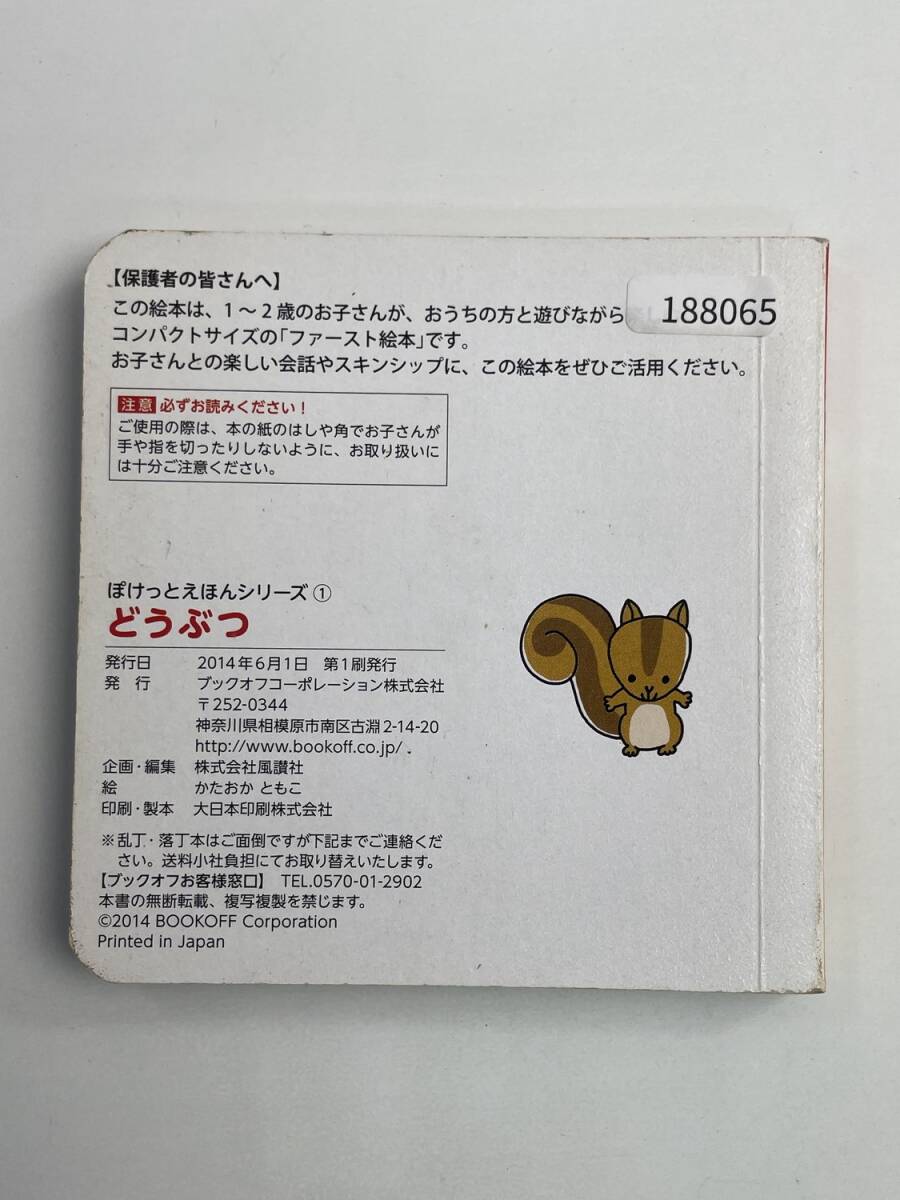 【保護者の皆さんへ】
この絵本は、1～2歳のお子さんが、おうちの方と遊びながら
188065
コンパクトサイズの「ファースト絵本」です。
お子さんとの楽しい会話やスキンシップに、この絵本をぜひご活用ください。
注意 必ずお読みください！
ご使用の際は、本の紙のはしや角でお子さんが
手や指を切ったりしないように、お取り扱いに
は十分ご注意ください。
ぽけっとえほんシリーズ①
どうぶつ
発行日 2014年6月1日 第1刷発行
発 行 ブックオフコーポレーション株式会社
〒252-0344
神奈川県相模原市南区古淵2-14-20
http://www.bookoff.co.jp/
企画・編集 株式会社風讃社
絵 かたおか ともこ
印刷・製本 大日本印刷株式会社
※乱丁・落丁本はご面倒ですが下記までご連絡くだ
さい。送料小社負担にてお取り替えいたします。
【ブックオフお客様窓口】 TEL.0570-01-2902
本書の無断転載、複写複製を禁じます。
©2014 BOOKOFF Corporation
Printed in Japan